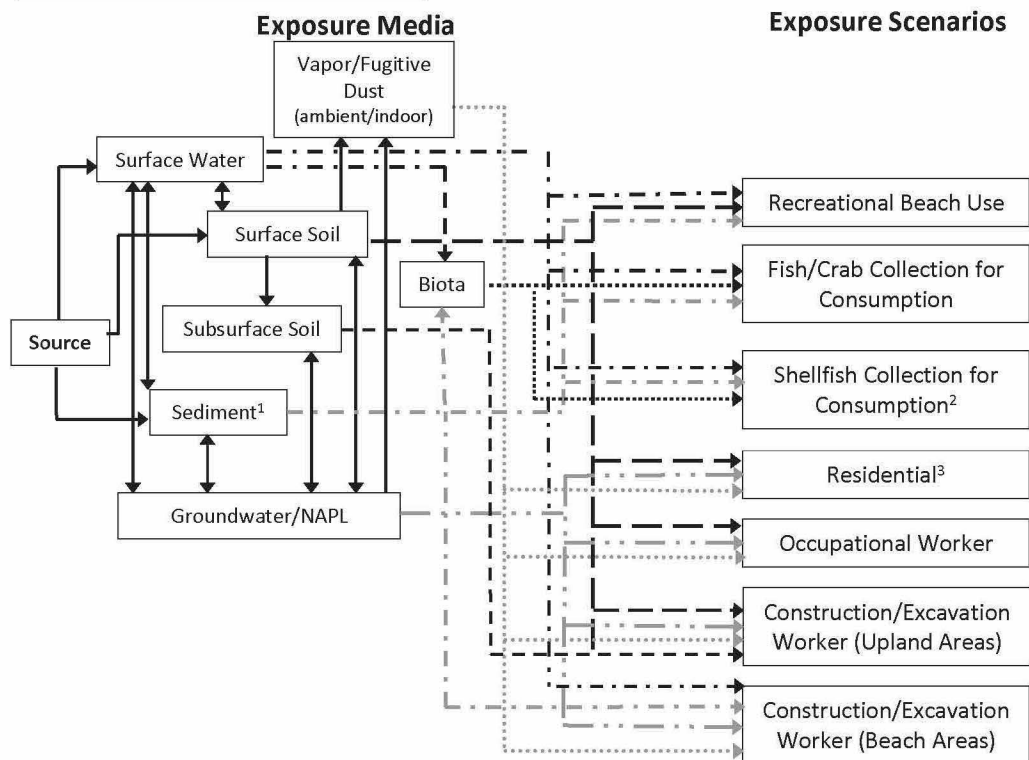 Exposure Media
Exposure Scenarios
Vapor/Fugitive
Dust
(ambient/indoor)
Surface Water
Surface Soil
Biota
Subsurface Soil
Source
Sediment¹
Groundwater/NAPL
Recreational Beach Use
Fish/Crab Collection for
Consumption
Shellfish Collection for
Consumption²
Residential³
Occupational Worker
Construction/Excavation
Worker (Upland Areas)
Construction/Excavation
Worker (Beach Areas)